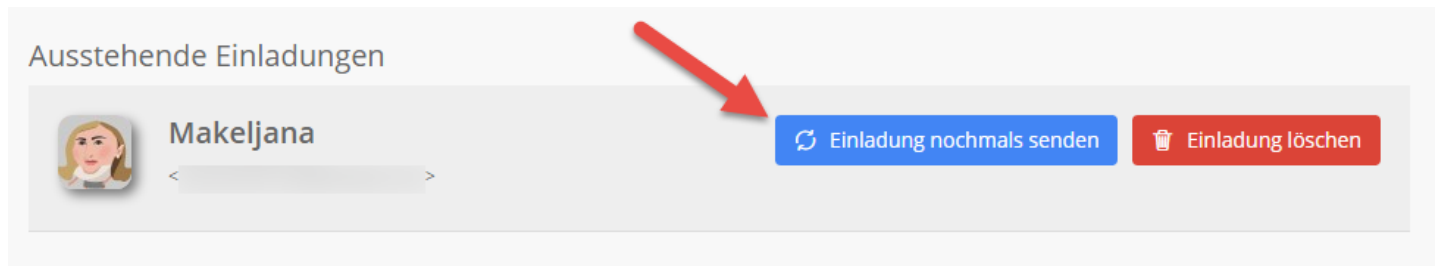 Ausstehende Einladungen
Makeljana
Einladung nochmals senden
Einladung löschen
< >